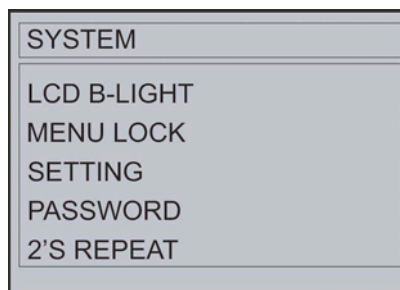 SYSTEM
LCD B-LIGHT
MENU LOCK
SETTING
PASSWORD
2'S REPEAT